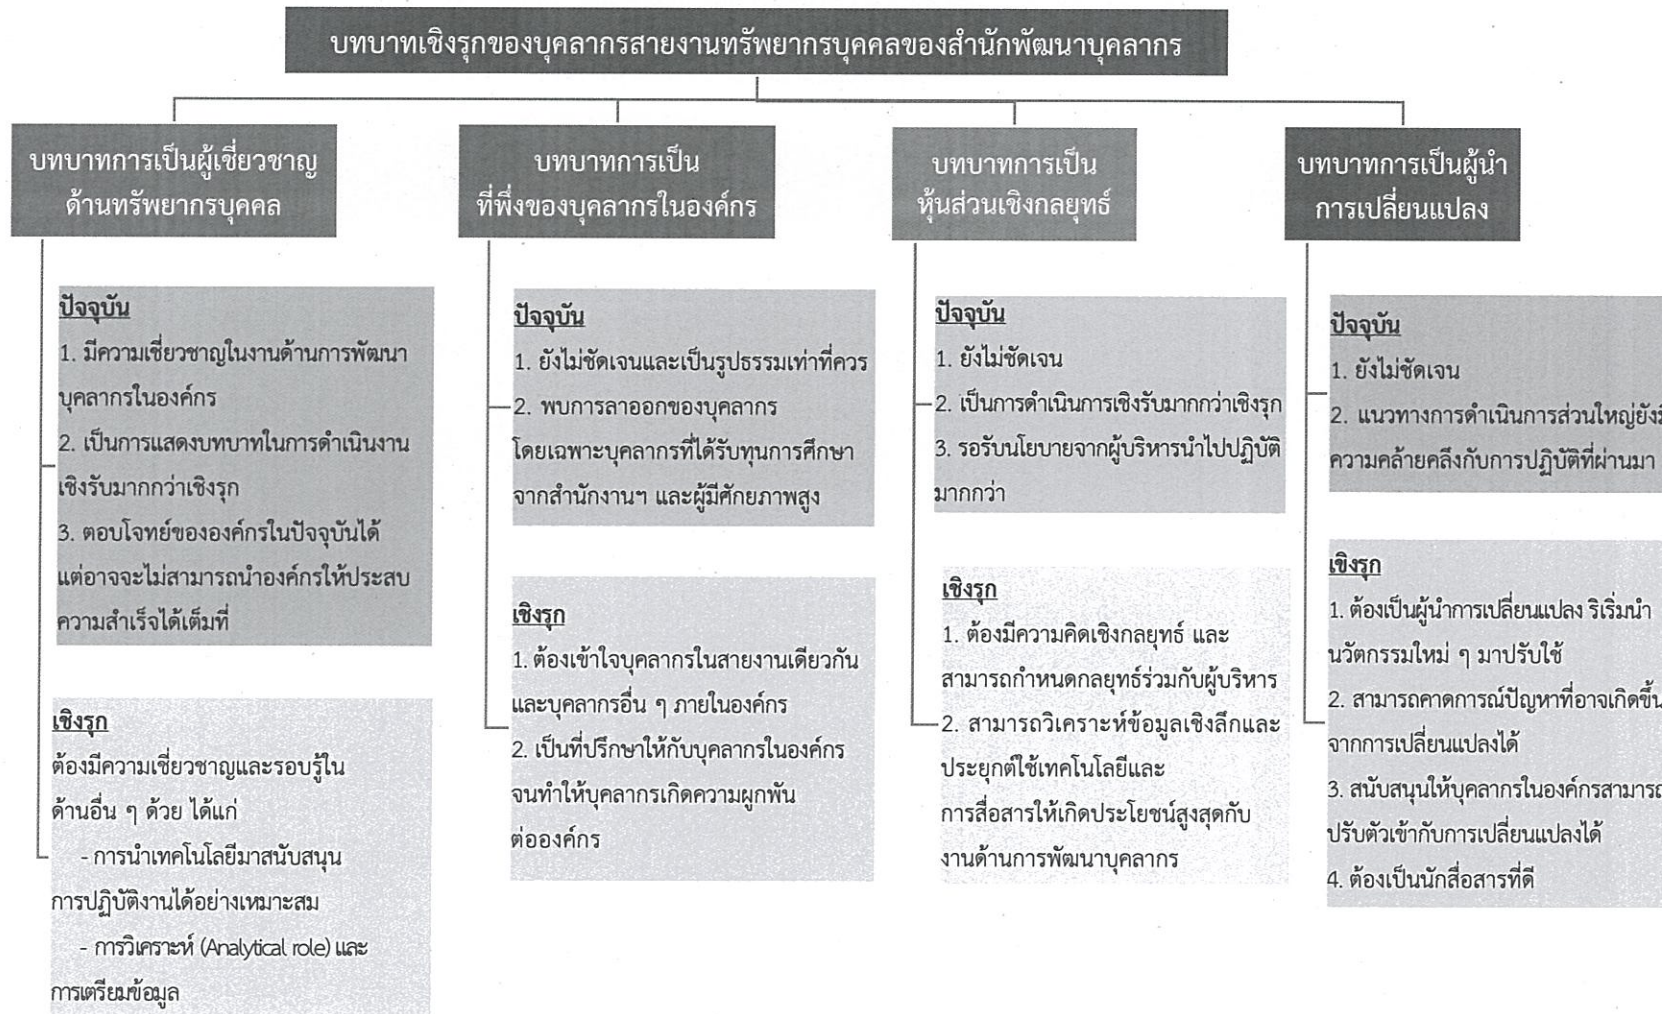 บทบาทเชิงรุกของบุคลากรสายงานทรัพยากรบุคคลของสำนักพัฒนาบุคลากร
บทบาทการเป็นผู้เชี่ยวชาญ
ด้านทรัพยากรบุคคล
ปัจจุบัน
1. มีความเชี่ยวชาญในงานด้านการพัฒนา
บุคลากรในองค์กร
2. เป็นการแสดงบทบาทในการดำเนินงาน
เชิงรับมากกว่าเชิงรุก
3. ตอบโจทย์ขององค์กรในปัจจุบันได้
แต่อาจจะไม่สามารถนำองค์กรให้ประสบ
ความสำเร็จได้เต็มที่
เชิงรุก
ต้องมีความเชี่ยวชาญและรอบรู้ใน
ด้านอื่น ๆ ด้วย ได้แก่
- การนำเทคโนโลยีมาสนับสนุน
การปฏิบัติงานได้อย่างเหมาะสม
- การวิเคราะห์ (Analytical role) และ
การเตรียมข้อมูล
บทบาทการเป็น
ที่พึ่งของบุคลากรในองค์กร
ปัจจุบัน
1. ยังไม่ชัดเจนและเป็นรูปธรรมเท่าที่ควร
2. พบการลาออกของบุคลากร
โดยเฉพาะบุคลากรที่ได้รับทุนการศึกษา
จากสำนักงานฯ และผู้มีศักยภาพสูง
เชิงรุก
1. ต้องเข้าใจบุคลากรในสายงานเดียวกัน
และบุคลากรอื่น ๆ ภายในองค์กร
2. เป็นที่ปรึกษาให้กับบุคลากรในองค์กร
จนทำให้บุคลากรเกิดความผูกพัน
ต่อองค์กร
บทบาทการเป็น
หุ้นส่วนเชิงกลยุทธ์
ปัจจุบัน
1. ยังไม่ชัดเจน
2. เป็นการดำเนินการเชิงรับมากกว่าเชิงรุก
3. รอรับนโยบายจากผู้บริหารนำไปปฏิบัติ
มากกว่า
เชิงรุก
1. ต้องมีความคิดเชิงกลยุทธ์ และ
สามารถกำหนดกลยุทธ์ร่วมกับผู้บริหาร
2. สามารถวิเคราะห์ข้อมูลเชิงลึกและ
ประยุกต์ใช้เทคโนโลยีและ
การสื่อสารให้เกิดประโยชน์สูงสุดกับ
งานด้านการพัฒนาบุคลากร
บทบาทการเป็นผู้นำ
การเปลี่ยนแปลง
ปัจจุบัน
1. ยังไม่ชัดเจน
2. แนวทางการดำเนินการส่วนใหญ่ยัง
ความคล้ายคลึงกับการปฏิบัติที่ผ่านมา
เขิงรุก
1. ต้องเป็นผู้นำการเปลี่ยนแปลง ริเริ่มนำ
นวัตกรรมใหม่ ๆ มาปรับใช้
2. สามารถคาดการณ์ปัญหาที่อาจเกิดขึ้น
จากการเปลี่ยนแปลงได้
3. สนับสนุนให้บุคลากรในองค์กรสามารถ
ปรับตัวเข้ากับการเปลี่ยนแปลงได้
4. ต้องเป็นนักสื่อสารที่ดี